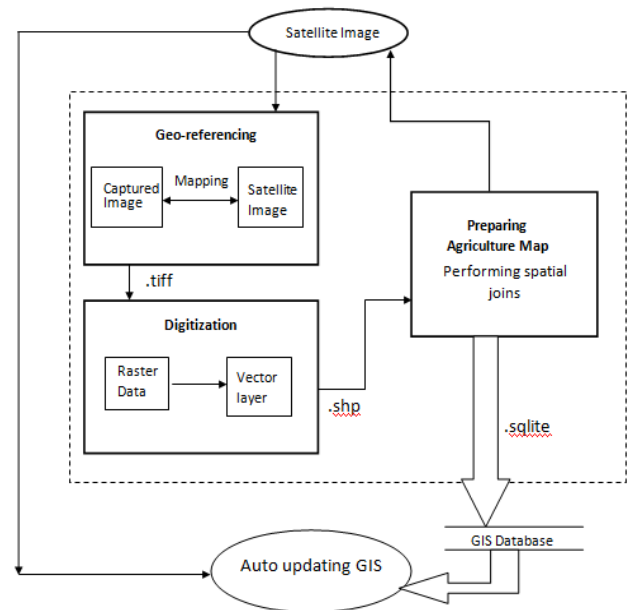 Satellite Image
Geo-referencing
Captured
Image
Mapping
Satellite
Image
.tiff
Digitization
Raster
Data
Vector
layer
.shp
Preparing
Agriculture Map
Performing spatial
joins
.sqlite
GIS Database
Auto updating GIS